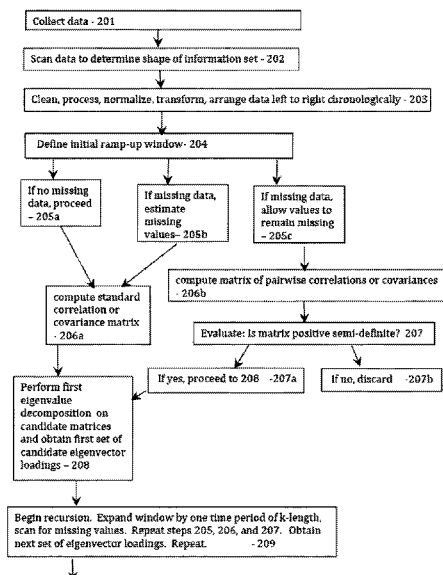 Collect data - 201
Scan data to determine shape of information set - 202
Clean, process, normalize, transform, arrange data left to right chronologically - 203
Define initial ramp-up window- 204
If no missing
data, proceed
– 205a
If missing data,
estimate
missing
values– 205b
If missing data,
allow values to
remain missing
– 205c
compute standard
correlation or
covariance matrix
- 206a
compute matrix of pairwise correlations or covariances
- 206b
Evaluate: Is matrix positive semi-definite? 207
If yes, proceed to 208 -207a
If no, discard -207b
Perform first
eigenvalue
decomposition on
candidate matrices
and obtain first set of
candidate eigenvector
loadings – 208
Begin recursion. Expand window by one time period of k-length,
scan for missing values. Repeat steps 205, 206, and 207. Obtain
next set of eigenvector loadings. Repeat. - 209